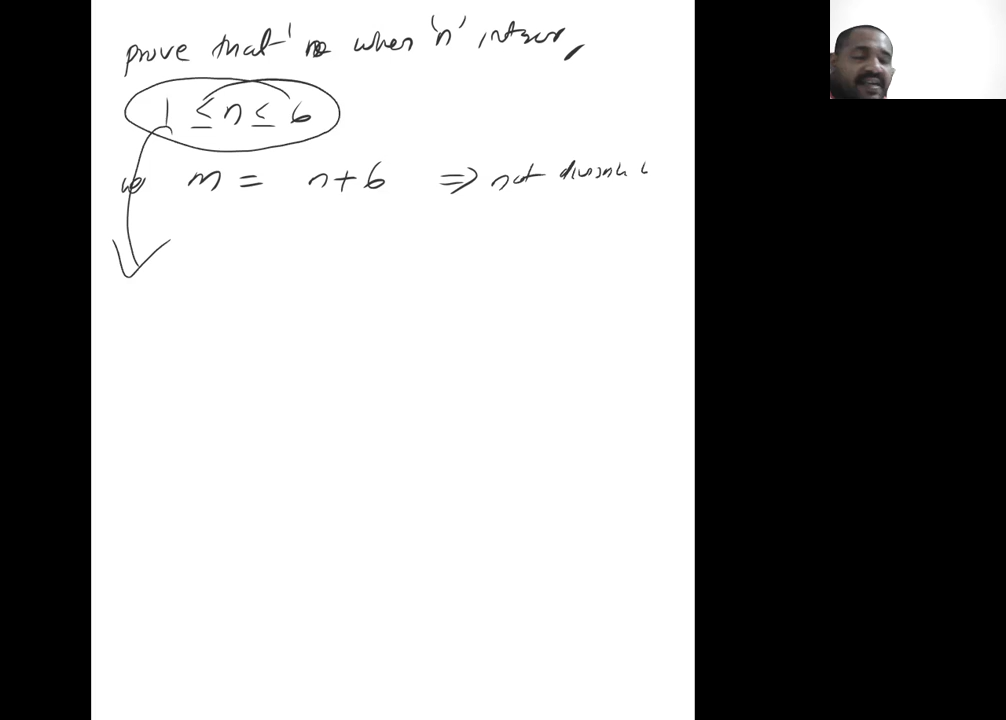 prove that when 'n' integer,
1 ≤ n ≤ 6
m = n + 6 ⇒ not